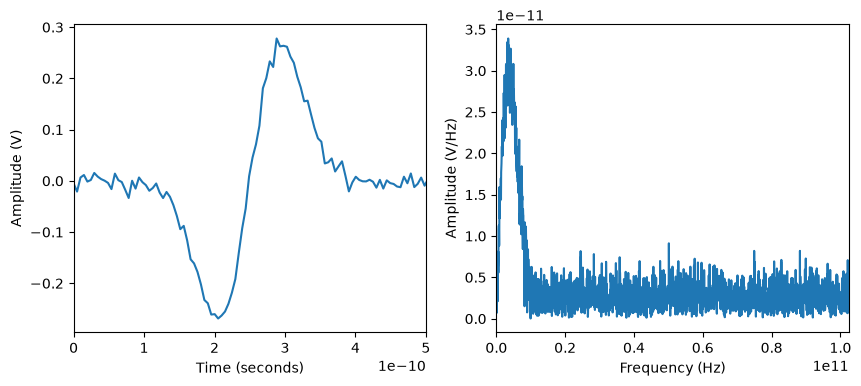 0.3
0.2
0.1
0.0
−0.1
−0.2
Amplitude (V)
0 1 2 3 4 5
Time (seconds)
1e−10
1e−11
3.5
3.0
2.5
2.0
1.5
1.0
0.5
0.0
Amplitude (V/Hz)
0.0 0.2 0.4 0.6 0.8 1.0
Frequency (Hz)
1e11